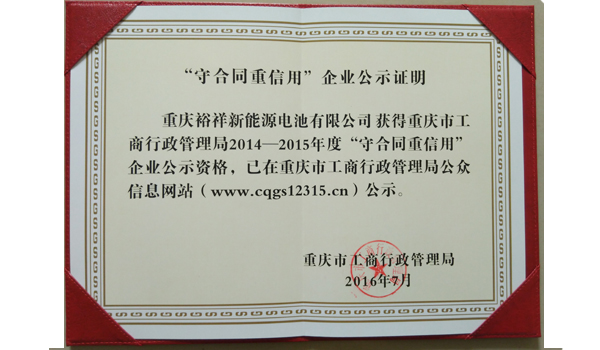 “守合同重信用”企业公示证明
重庆裕祥新能源电池有限公司获得重庆市工
商行政管理局2014—2015年度“守合同重信用”
企业公示资格，已在重庆市工商行政管理局公众
信息网站（www.cqgs12315.cn）公示。
重庆市工商行政管理局
2016年7月